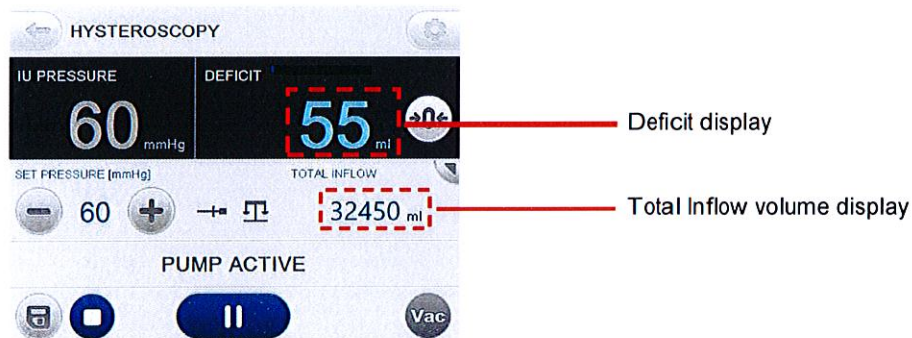 HYSTEROSCOPY
IU PRESSURE
60 mmHg
DEFICIT
55 ml
→0←
Deficit display
SET PRESSURE [mmHg]
60
TOTAL INFLOW
32450 ml
Total Inflow volume display
PUMP ACTIVE
Vac